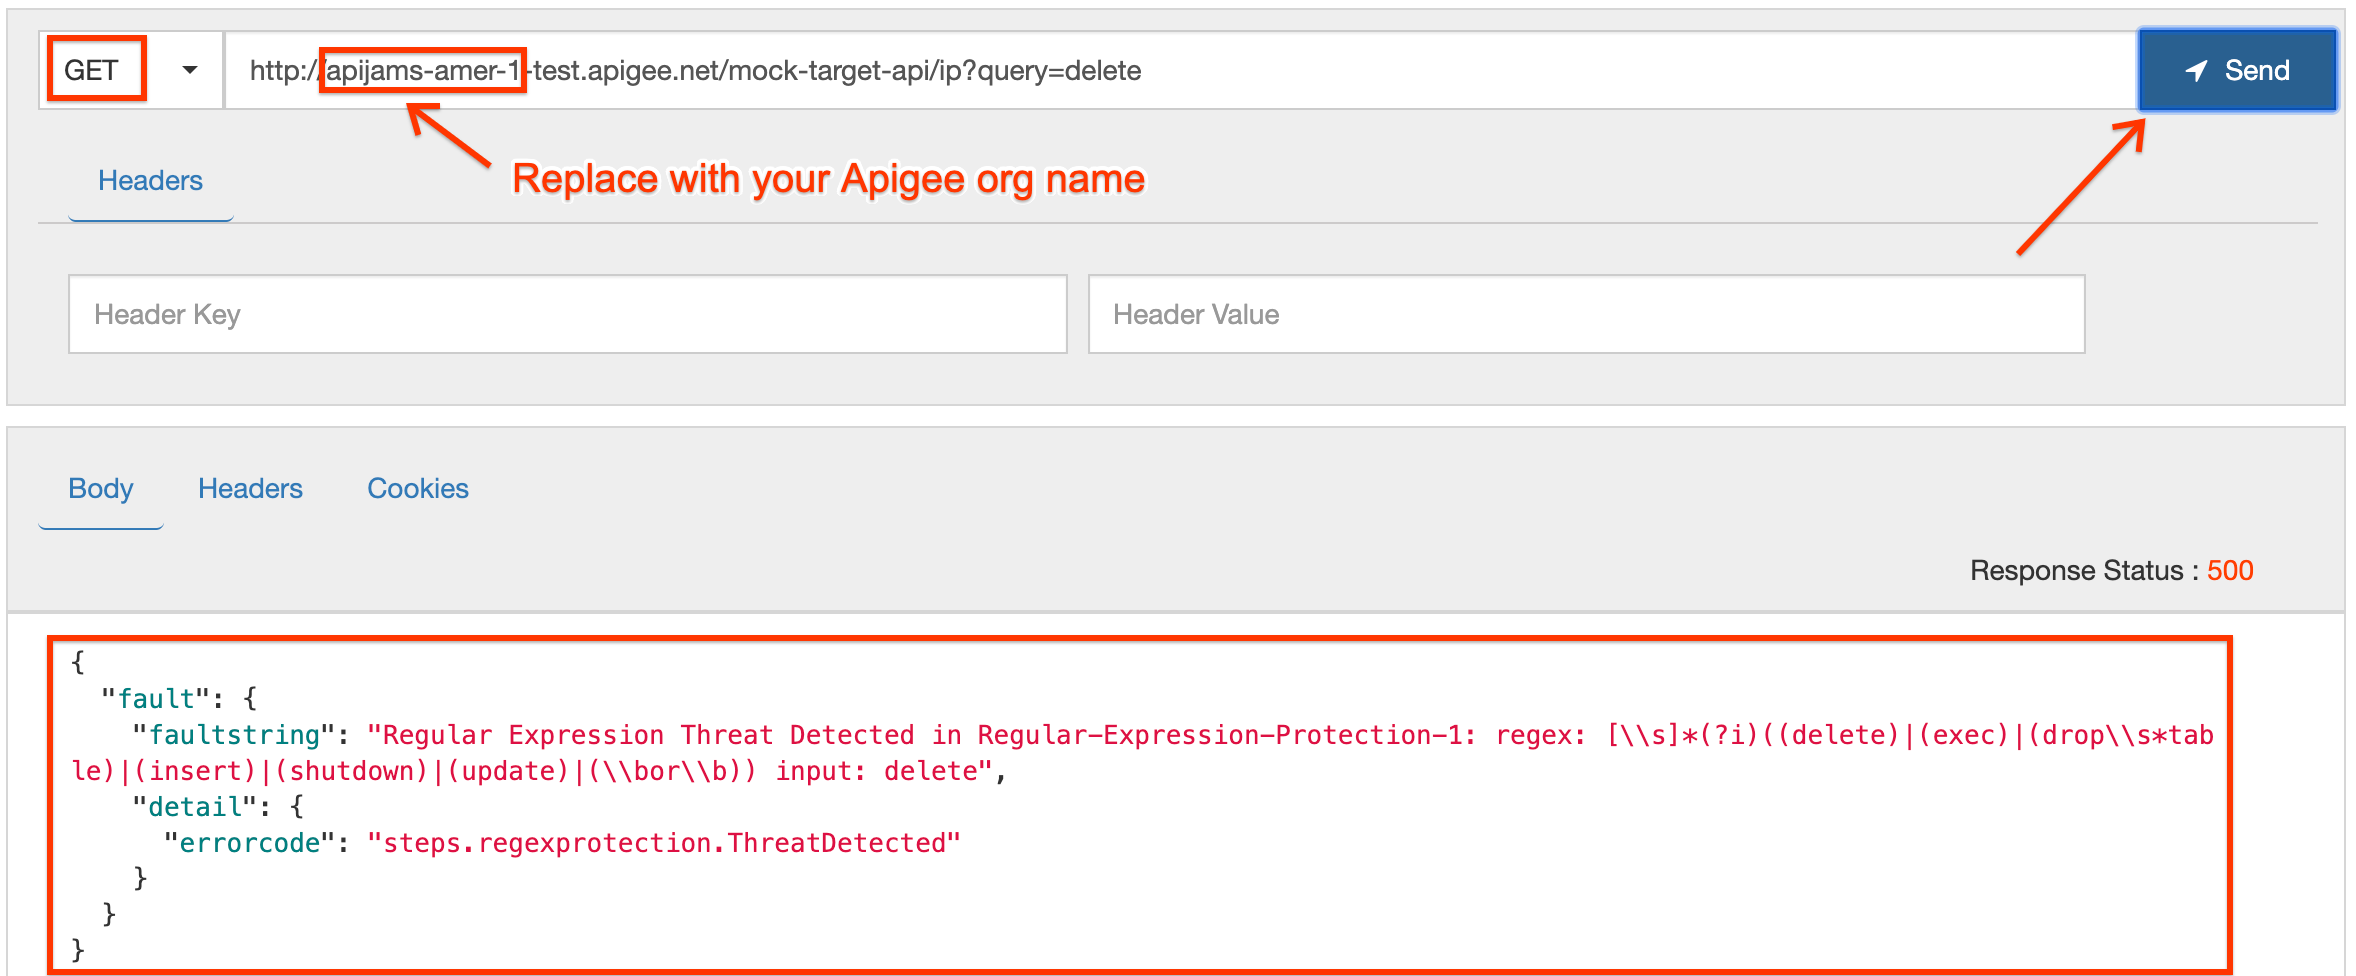 GET
http://apijams-amer-1-test.apigee.net/mock-target-api/ip?query=delete
Send
Replace with your Apigee org name
Headers
Header Key
Header Value
Body
Headers
Cookies
Response Status : 500
{
"fault": {
"faultstring": "Regular Expression Threat Detected in Regular-Expression-Protection-1: regex: [\\s]*(?i)((delete)|(exec)|(drop\\s*tab
le)|(insert)|(shutdown)|(update)|(\\bor\\b)) input: delete",
"detail": {
"errorcode": "steps.regexprotection.ThreatDetected"
}
}
}